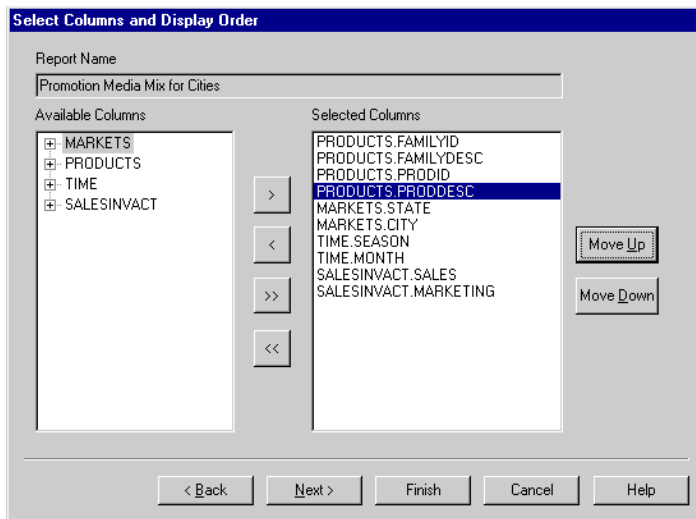 Select Columns and Display Order
Report Name
Promotion Media Mix for Cities
Available Columns
Selected Columns
MARKETS
PRODUCTS
TIME
SALESINVACT
>
<
>>
<<
PRODUCTS.FAMILYID
PRODUCTS.FAMILYDESC
PRODUCTS.PRODID
PRODUCTS.PRODDESC
MARKETS.STATE
MARKETS.CITY
TIME.SEASON
TIME.MONTH
SALESINVACT.SALES
SALESINVACT.MARKETING
Move Up
Move Down
< Back
Next >
Finish
Cancel
Help